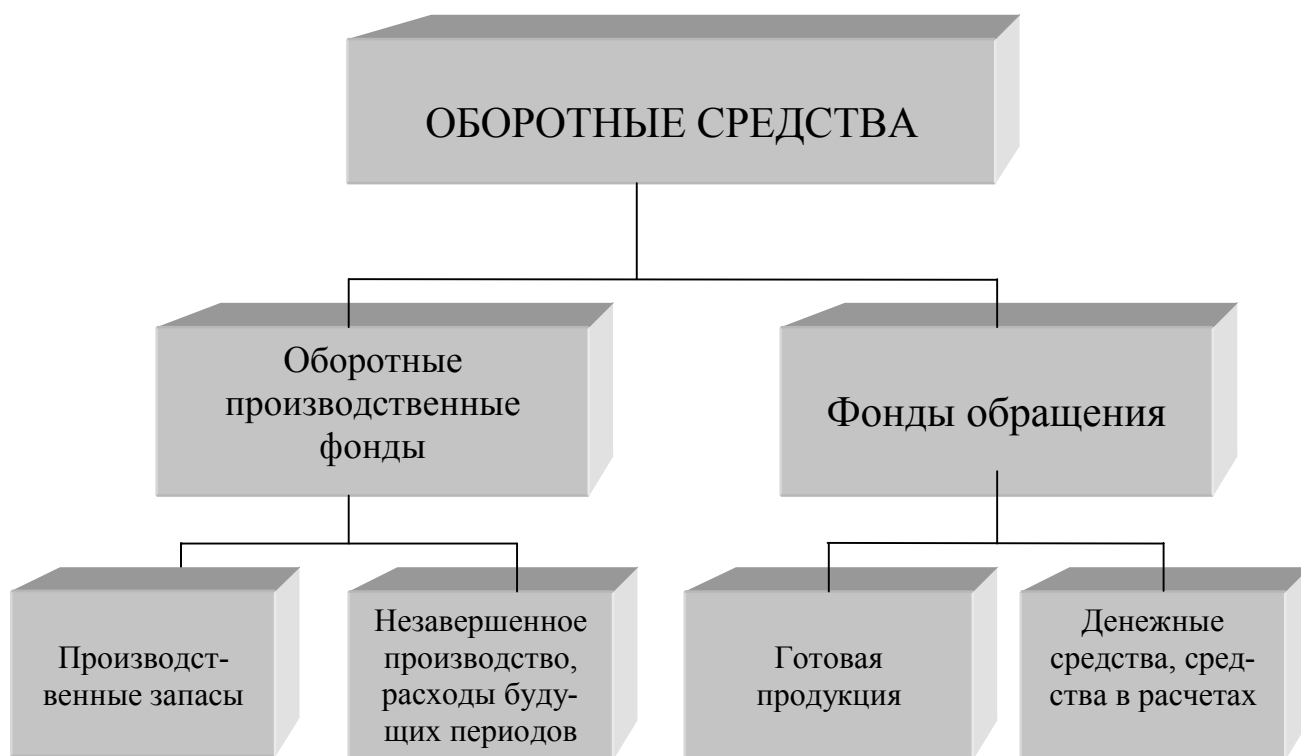 ОБОРОТНЫЕ СРЕДСТВА
Оборотные
производственные
фонды
Фонды обращения
Производст-
венные запасы
Незавершенное
производство,
расходы буду-
щих периодов
Готовая
продукция
Денежные
средства, сред-
ства в расчетах